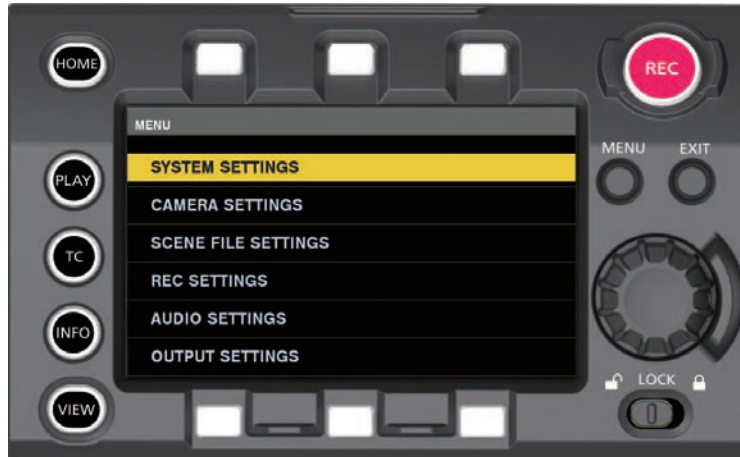 HOME
REC
MENU
MENU EXIT
SYSTEM SETTINGS
PLAY
CAMERA SETTINGS
SCENE FILE SETTINGS
TC
REC SETTINGS
AUDIO SETTINGS
INFO
OUTPUT SETTINGS
LOCK
VIEW